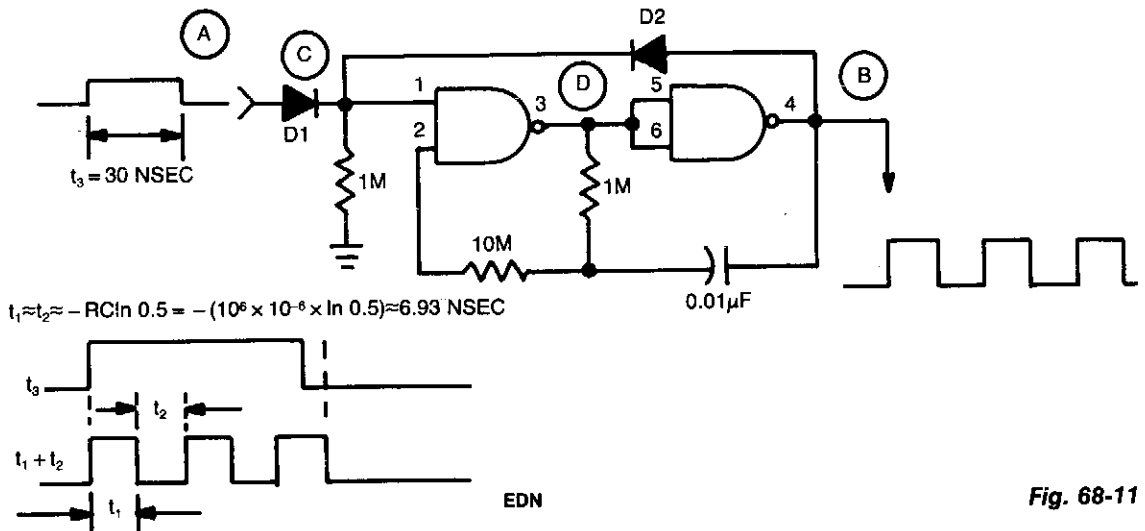 A
C
D2
D
B
1
2
3
5
6
4
D1
t₃ = 30 NSEC
1M
1M
10M
0.01μF
t₁≈t₂≈ −RCln 0.5 = −(10⁶ × 10⁻⁸ × ln 0.5)≈6.93 NSEC
t₃
t₂
t₁ + t₂
t₁
EDN
Fig. 68-11